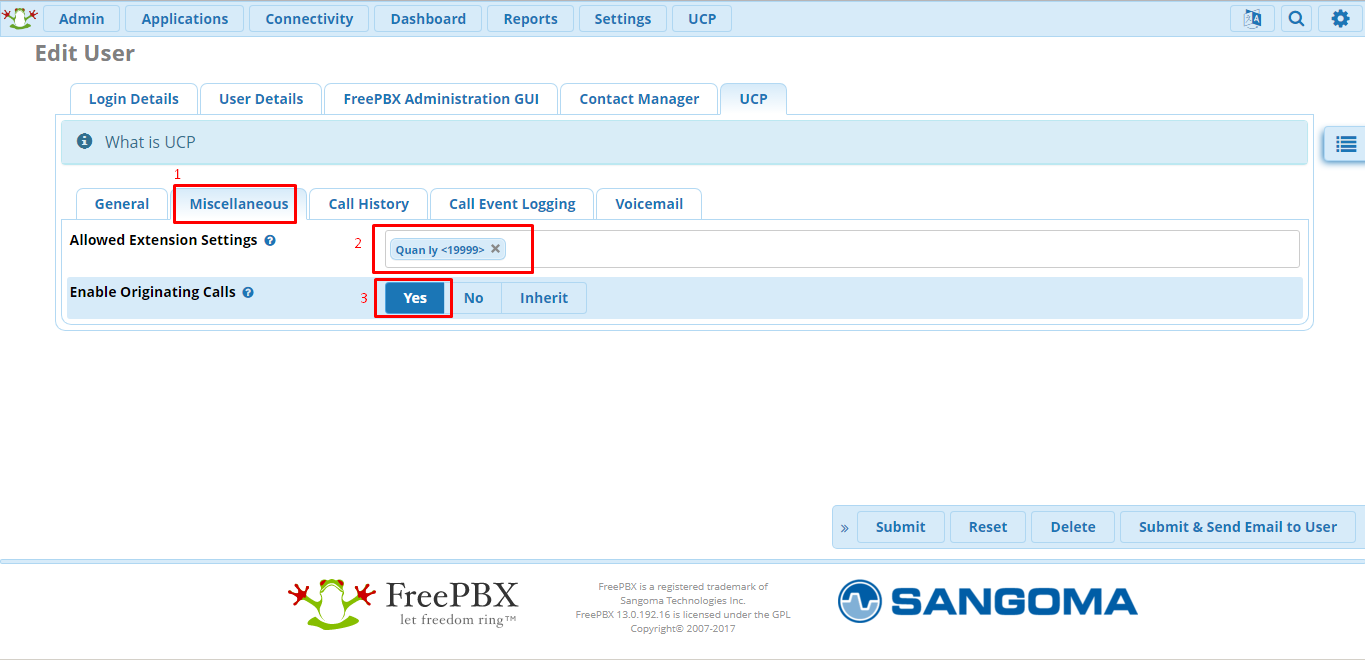 Admin Applications Connectivity Dashboard Reports Settings UCP
Edit User
Login Details User Details FreePBX Administration GUI Contact Manager UCP
What is UCP
1
General Miscellaneous Call History Call Event Logging Voicemail
Allowed Extension Settings 2 Quan ly <19999> ×
Enable Originating Calls 3 Yes No Inherit
» Submit Reset Delete Submit & Send Email to User
FreePBX
let freedom ring™
FreePBX is a registered trademark of
Sangoma Technologies Inc.
FreePBX 13.0.192.16 is licensed under the GPL
Copyright© 2007-2017
SANGOMA